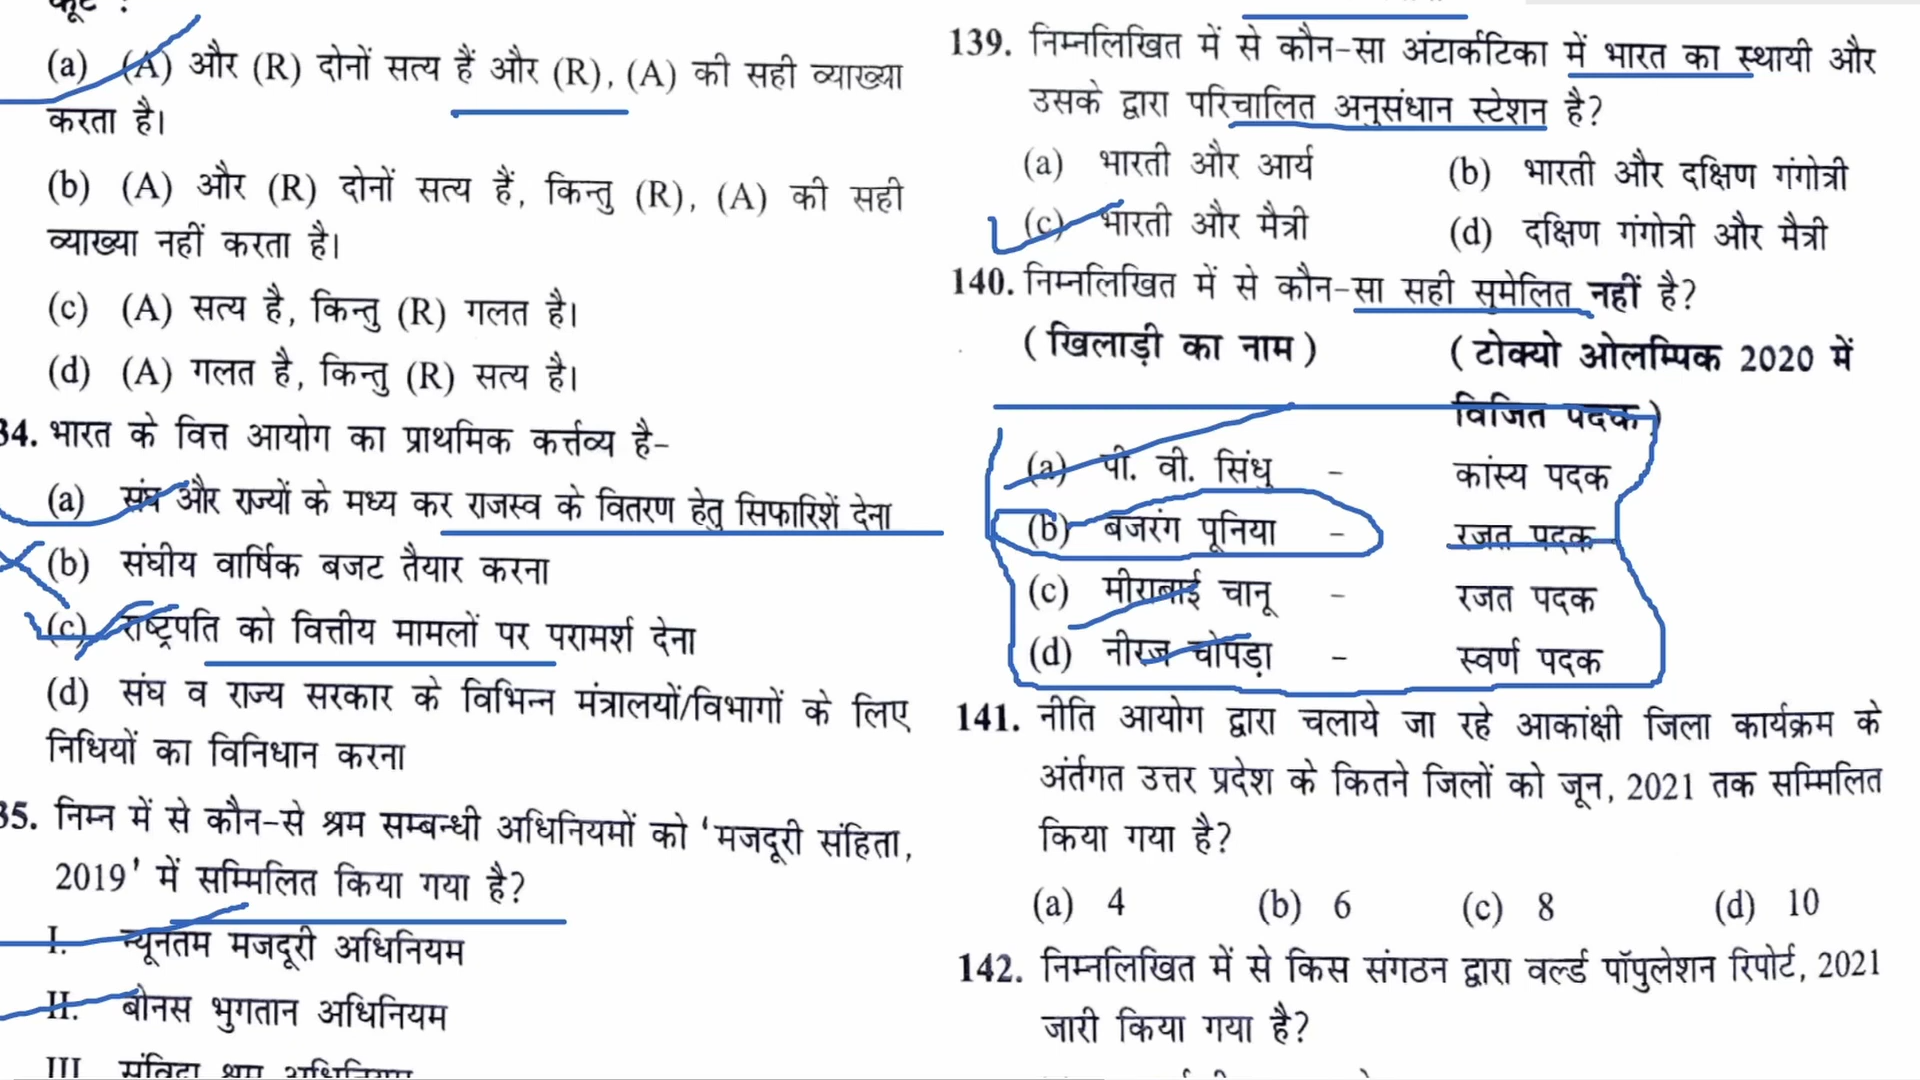 कूट :
(a) (A) और (R) दोनों सत्य हैं और (R), (A) की सही व्याख्या
करता है।
(b) (A) और (R) दोनों सत्य हैं, किन्तु (R), (A) की सही
व्याख्या नहीं करता है।
(c) (A) सत्य है, किन्तु (R) गलत है।
(d) (A) गलत है, किन्तु (R) सत्य है।
34. भारत के वित्त आयोग का प्राथमिक कर्त्तव्य है-
(a) संघ और राज्यों के मध्य कर राजस्व के वितरण हेतु सिफारिशें देना
(b) संघीय वार्षिक बजट तैयार करना
(c) राष्ट्रपति को वित्तीय मामलों पर परामर्श देना
(d) संघ व राज्य सरकार के विभिन्न मंत्रालयों/विभागों के लिए
निधियों का विनिधान करना
35. निम्न में से कौन-से श्रम सम्बन्धी अधिनियमों को ‘मजदूरी संहिता,
2019’ में सम्मिलित किया गया है?
I. न्यूनतम मजदूरी अधिनियम
II. बोनस भुगतान अधिनियम
III संविदा श्रम अधिनियम
139. निम्नलिखित में से कौन-सा अंटार्कटिका में भारत का स्थायी और
उसके द्वारा परिचालित अनुसंधान स्टेशन है?
(a) भारती और आर्य (b) भारती और दक्षिण गंगोत्री
(c) भारती और मैत्री (d) दक्षिण गंगोत्री और मैत्री
140. निम्नलिखित में से कौन-सा सही सुमेलित नहीं है?
( खिलाड़ी का नाम ) ( टोक्यो ओलम्पिक 2020 में
विजित पदक )
(a) पी. वी. सिंधु - कांस्य पदक
(b) बजरंग पूनिया - रजत पदक
(c) मीराबाई चानू - रजत पदक
(d) नीरज चोपड़ा - स्वर्ण पदक
141. नीति आयोग द्वारा चलाये जा रहे आकांक्षी जिला कार्यक्रम के
अंर्तगत उत्तर प्रदेश के कितने जिलों को जून, 2021 तक सम्मिलित
किया गया है?
(a) 4 (b) 6 (c) 8 (d) 10
142. निम्नलिखित में से किस संगठन द्वारा वर्ल्ड पॉपुलेशन रिपोर्ट, 2021
जारी किया गया है?